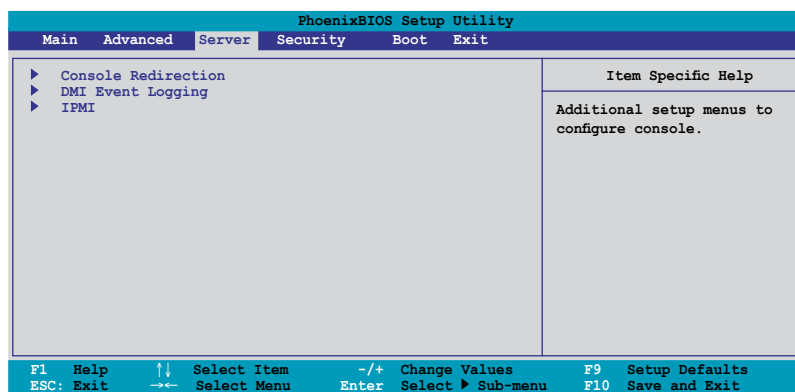 PhoenixBIOS Setup Utility
Main Advanced Server Security Boot Exit
Console Redirection
DMI Event Logging
IPMI
Item Specific Help
Additional setup menus to
configure console.
F1 Help ↑↓ Select Item -/+ Change Values F9 Setup Defaults
ESC: Exit →← Select Menu Enter Select ▶ Sub-menu F10 Save and Exit